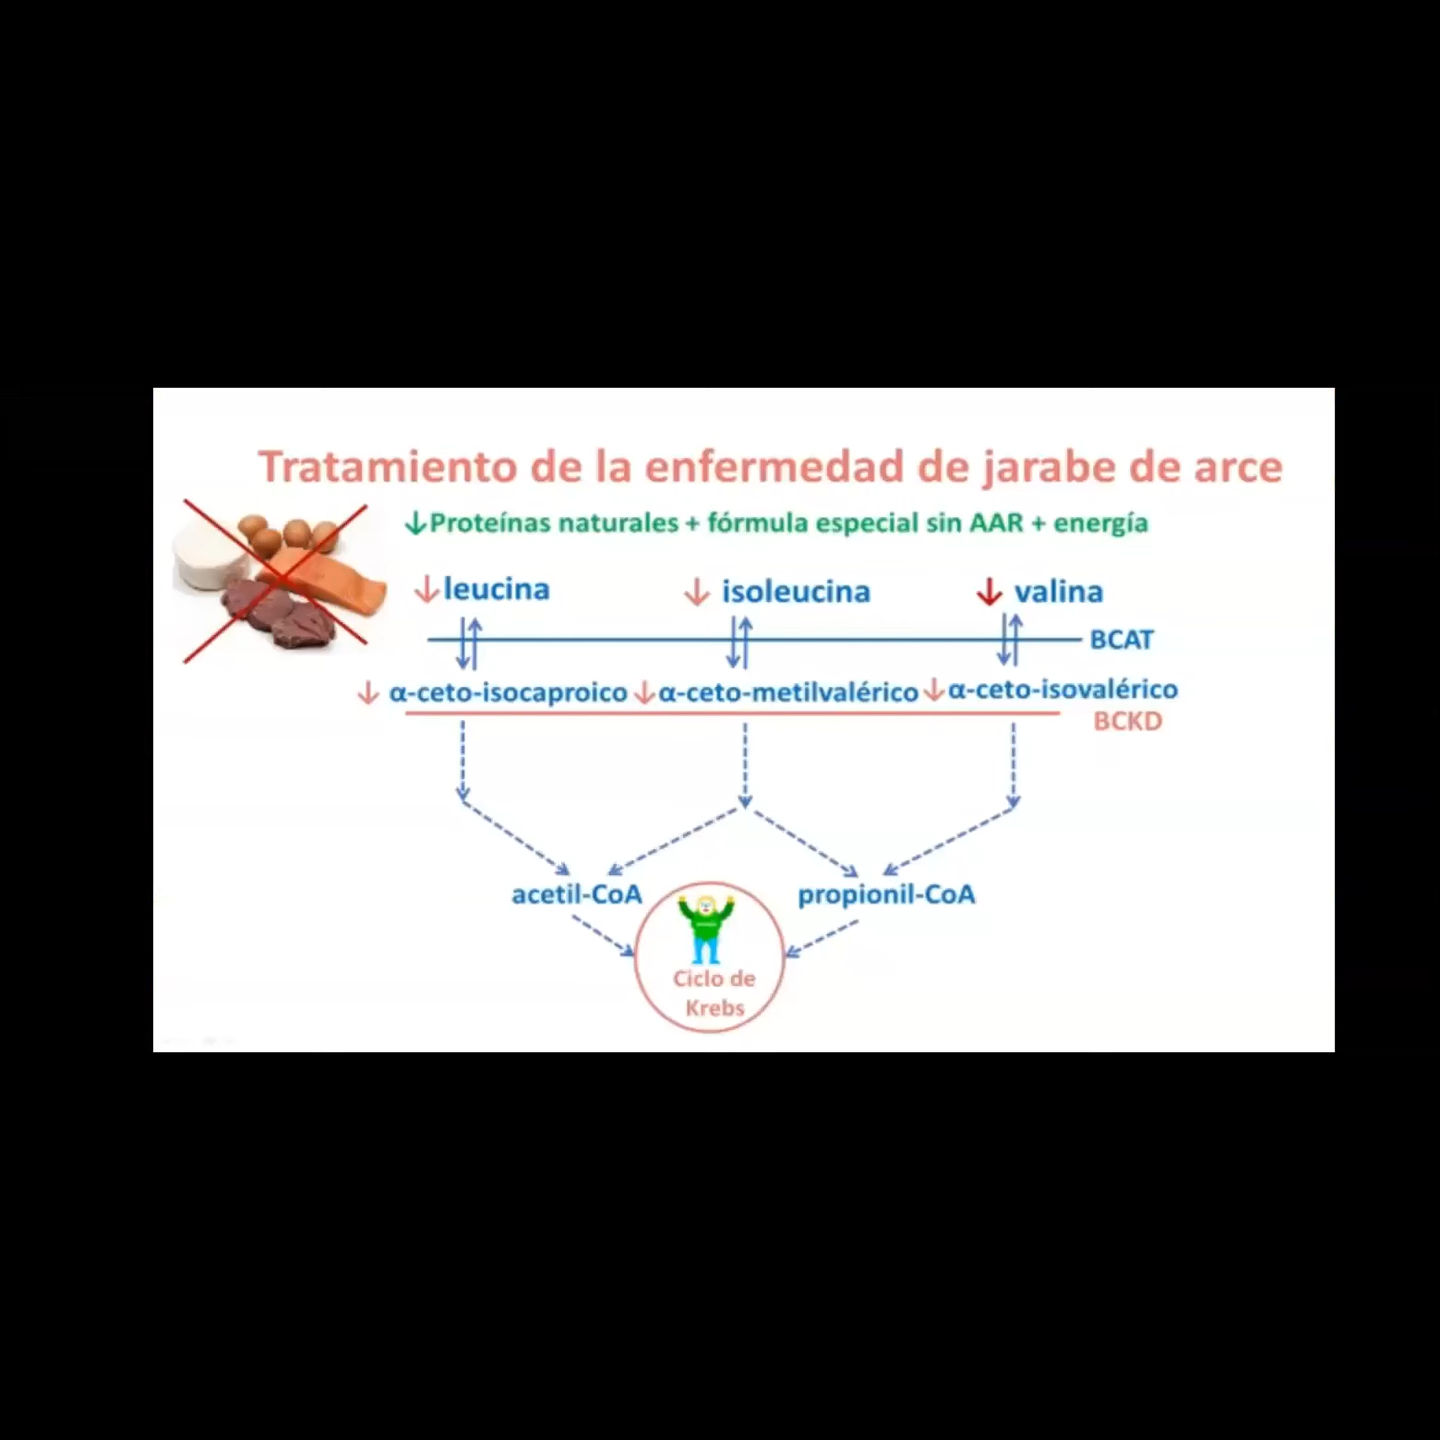 Tratamiento de la enfermedad de jarabe de arce
↓Proteínas naturales + fórmula especial sin AAR + energía
↓leucina ↓ isoleucina ↓ valina
BCAT
↓ α-ceto-isocaproico ↓α-ceto-metilvalérico ↓α-ceto-isovalérico
BCKD
acetil-CoA propionil-CoA
Ciclo de
Krebs